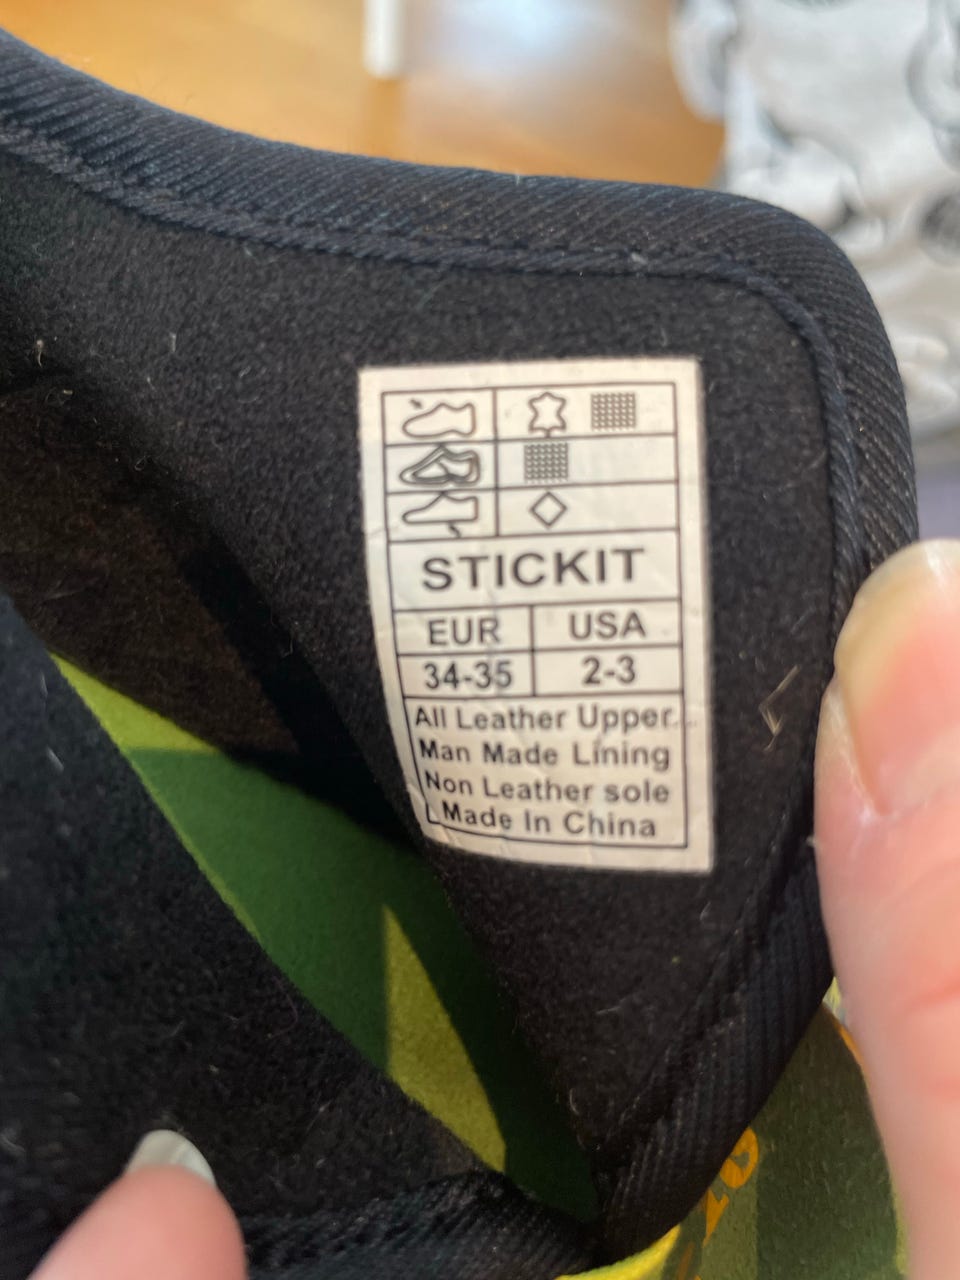 STICKIT
EUR USA
34-35 2-3
All Leather Upper
Man Made Lining
Non Leather sole
Made In China